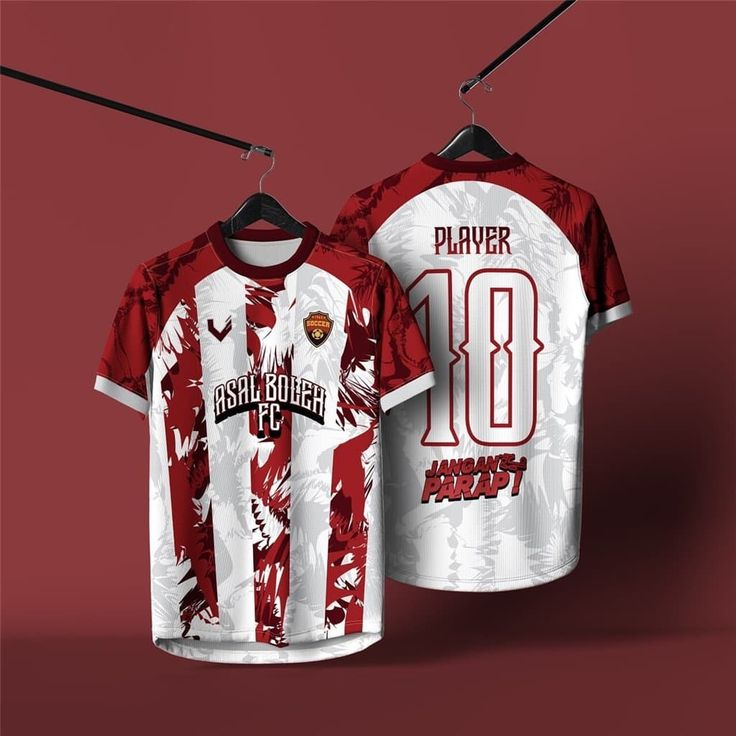 SOCCER
ASAL BOLEH
FC
PLAYER
10
JANGAN
PARAP!